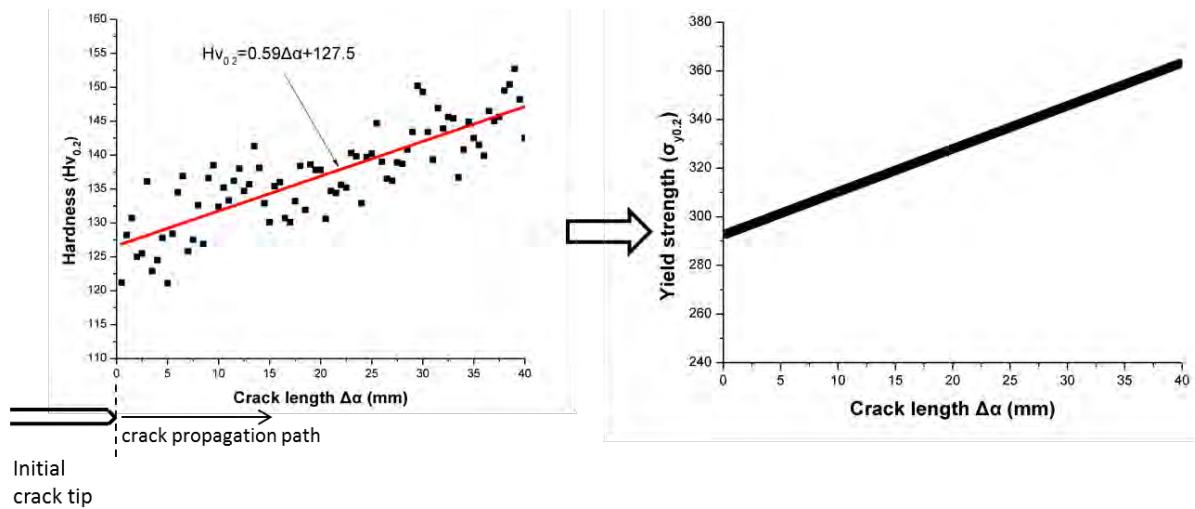 160
155
150
145
140
135
130
125
120
115
110
Hardness (Hv0.2)
Hv0.2=0.59Δα+127.5
0 5 10 15 20 25 30 35 40
Crack length Δα (mm)
crack propagation path
Initial
crack tip
380
360
340
320
300
280
260
240
Yield strength (σy0.2)
0 5 10 15 20 25 30 35 40
Crack length Δα (mm)